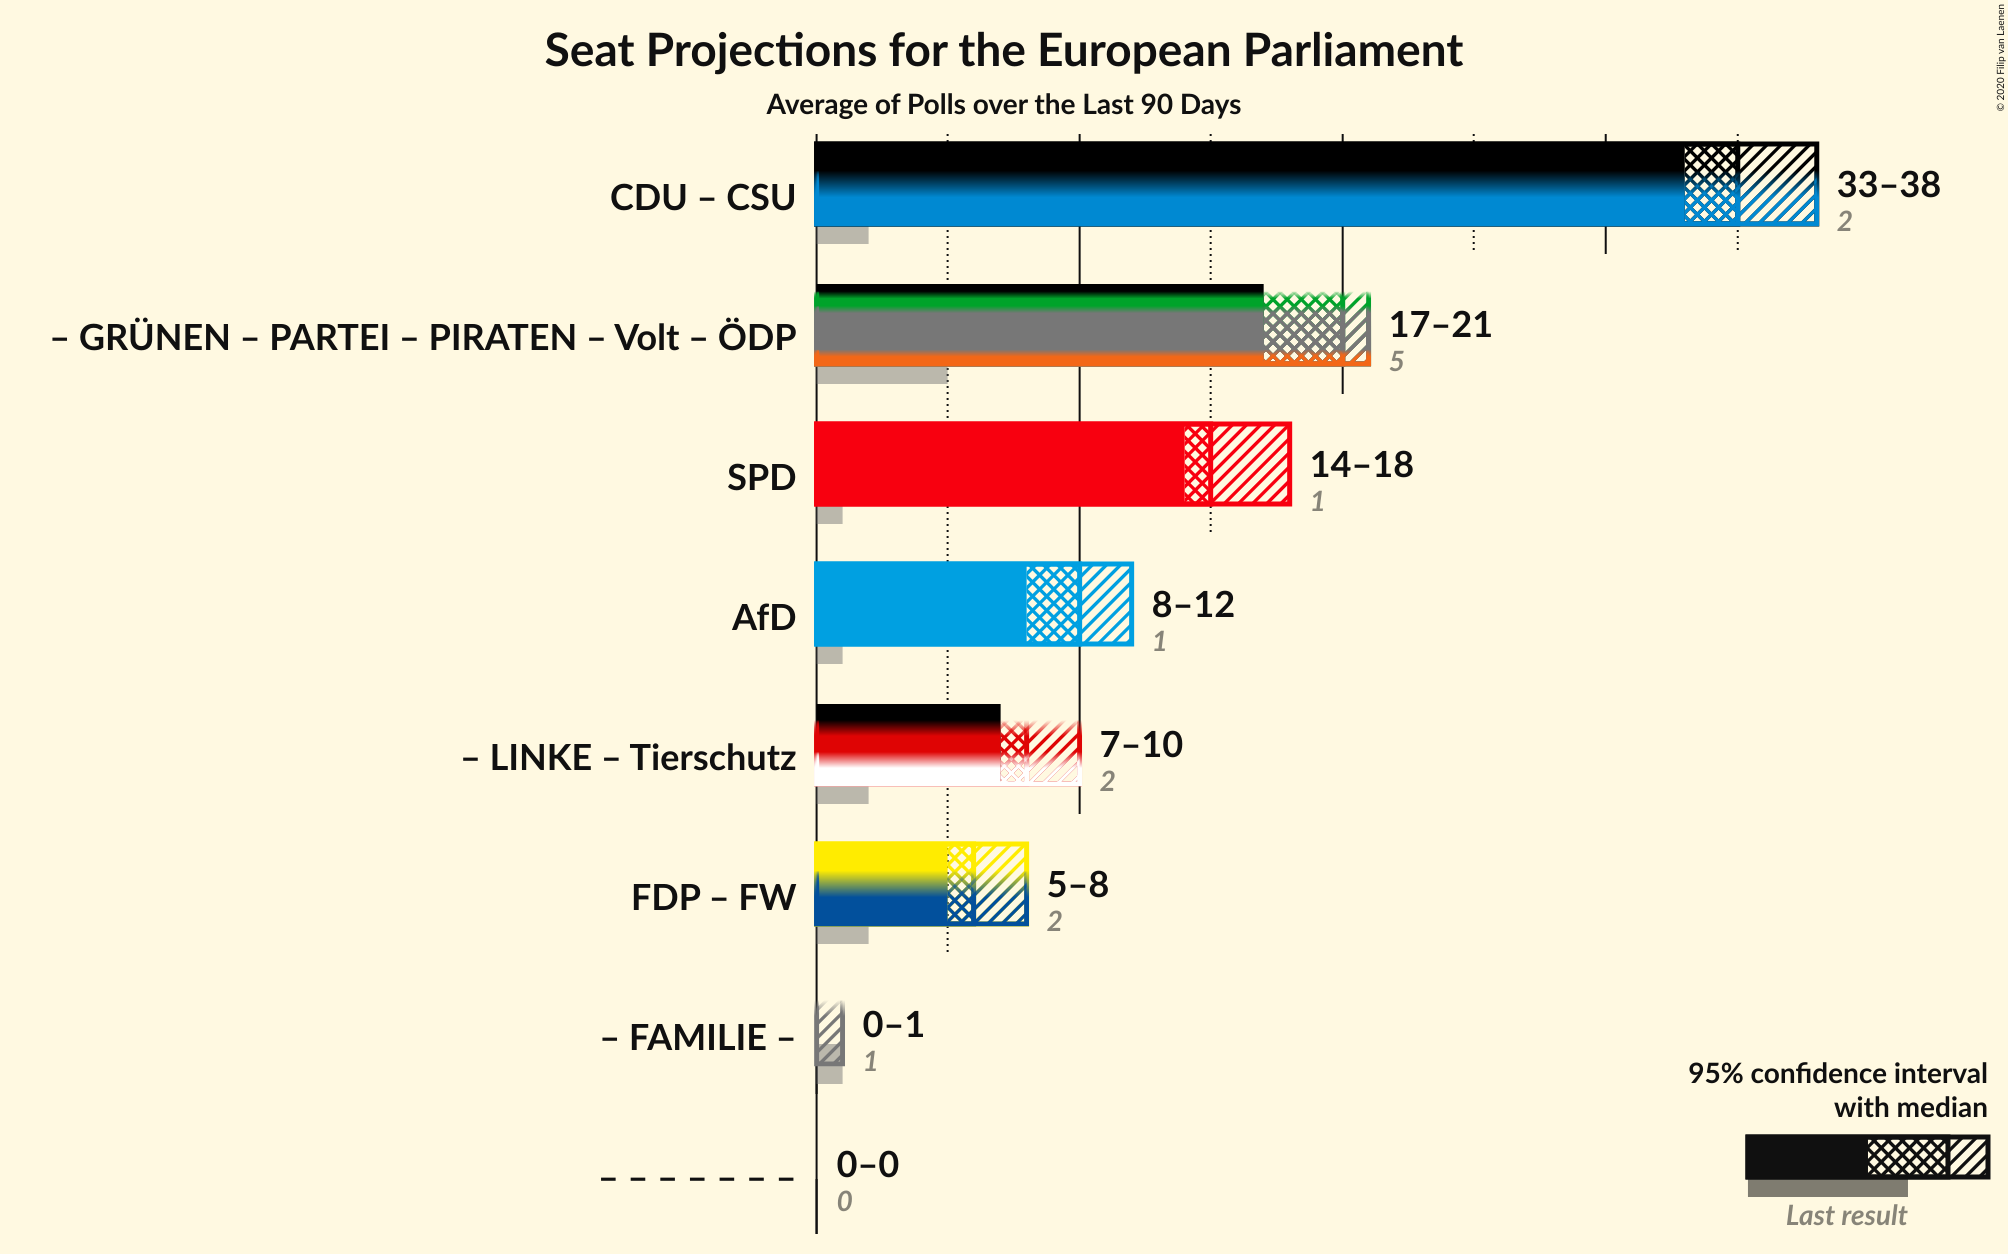 Seat Projections for the European Parliament
Average of Polls over the Last 90 Days
© 2020 Filip van Laenen
CDU – CSU
33–38
2
– GRÜNEN – PARTEI – PIRATEN – Volt – ÖDP
17–21
5
SPD
14–18
1
AfD
8–12
1
– LINKE – Tierschutz
7–10
2
FDP – FW
5–8
2
– FAMILIE –
0–1
1
– – – – – – –
0–0
0
95% confidence interval
with median
Last result